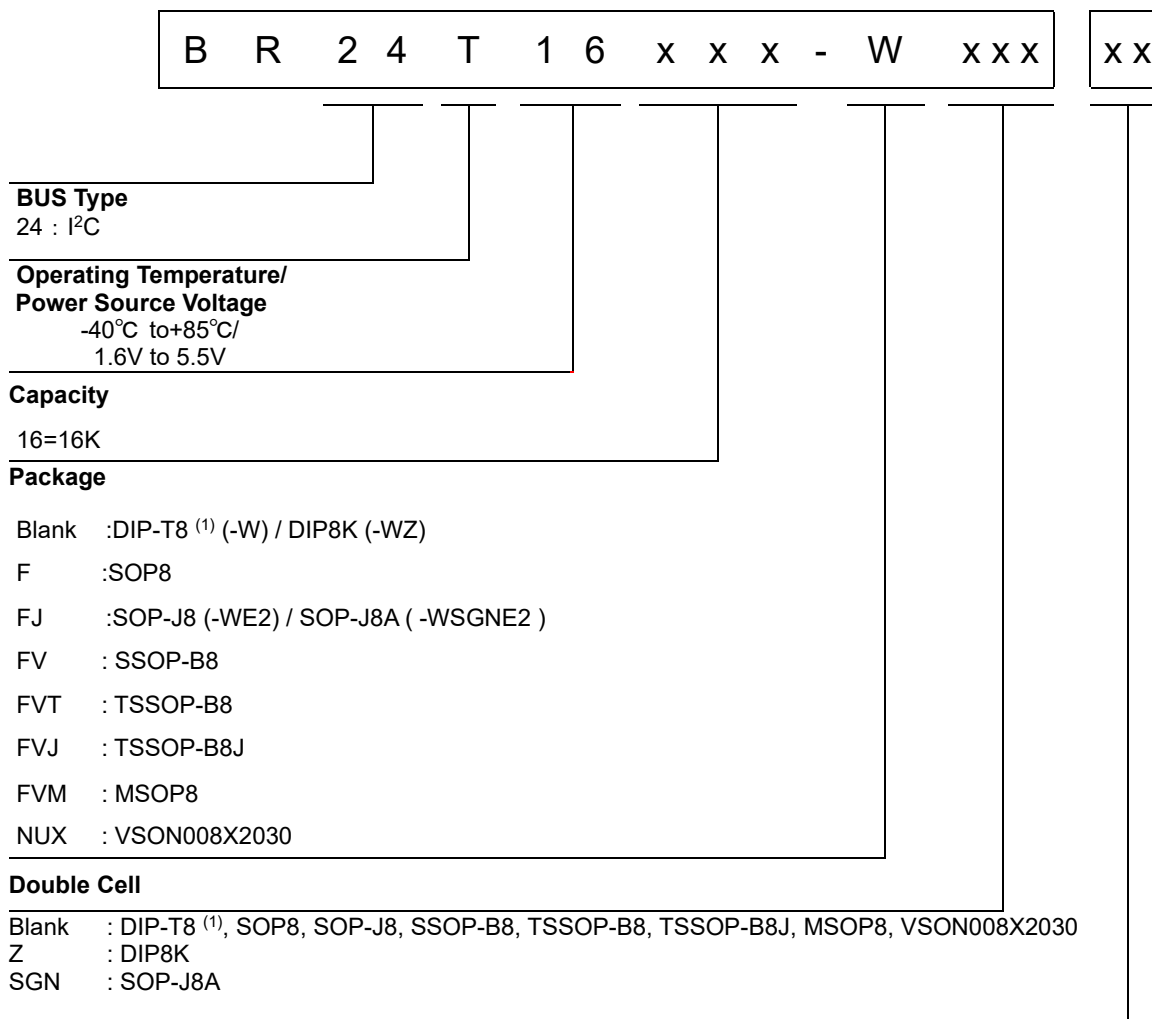 B R 2 4 T 1 6 x x x - W x x x x x
BUS Type
24 : I²C
Operating Temperature/
Power Source Voltage
-40℃ to+85℃/
1.6V to 5.5V
Capacity
16=16K
Package
Blank :DIP-T8 ⁽¹⁾ (-W) / DIP8K (-WZ)
F :SOP8
FJ :SOP-J8 (-WE2) / SOP-J8A ( -WSGNE2 )
FV : SSOP-B8
FVT : TSSOP-B8
FVJ : TSSOP-B8J
FVM : MSOP8
NUX : VSON008X2030
Double Cell
Blank : DIP-T8 ⁽¹⁾, SOP8, SOP-J8, SSOP-B8, TSSOP-B8, TSSOP-B8J, MSOP8, VSON008X2030
Z : DIP8K
SGN : SOP-J8A